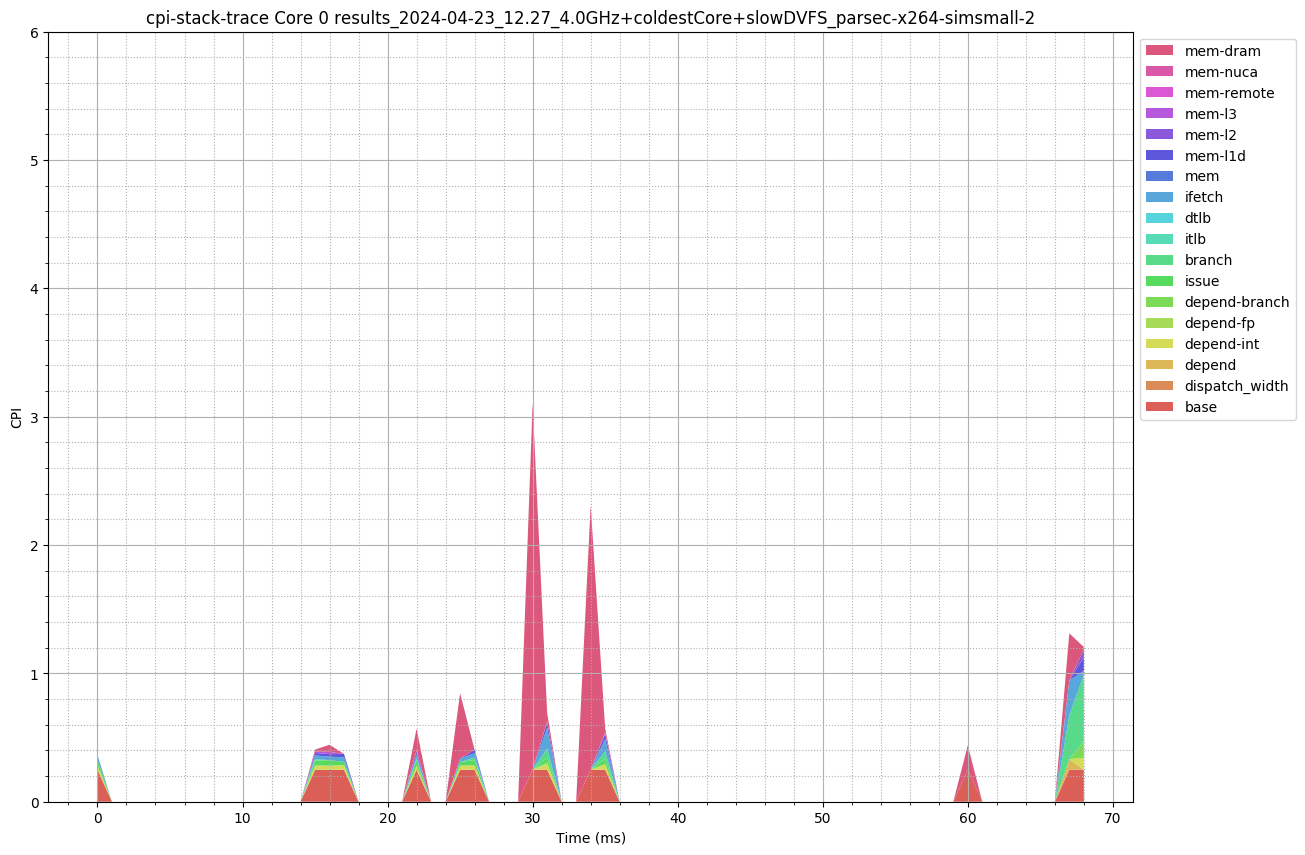 cpi-stack-trace Core 0 results_2024-04-23_12.27_4.0GHz+coldestCore+slowDVFS_parsec-x264-simsmall-2
6
5
4
3
2
1
0
CPI
0 10 20 30 40 50 60 70
Time (ms)
mem-dram
mem-nuca
mem-remote
mem-l3
mem-l2
mem-l1d
mem
ifetch
dtlb
itlb
branch
issue
depend-branch
depend-fp
depend-int
depend
dispatch_width
base